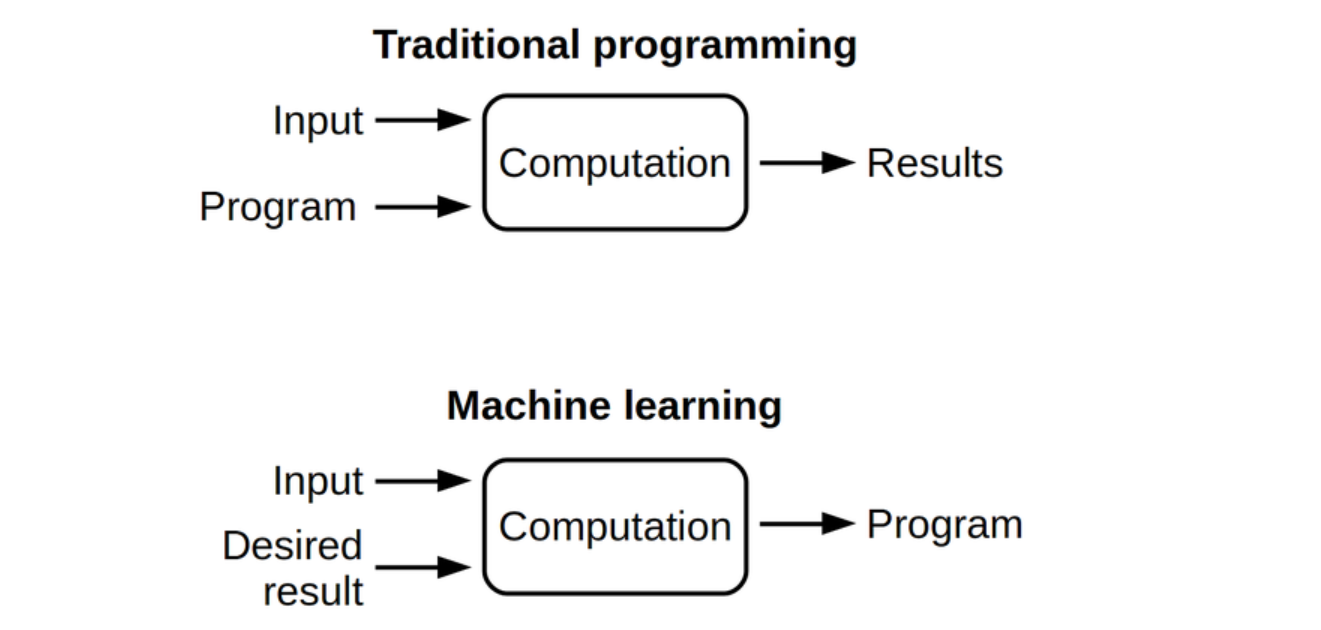 Traditional programming
Input
Computation
Results
Program
Machine learning
Input
Computation
Program
Desired
result